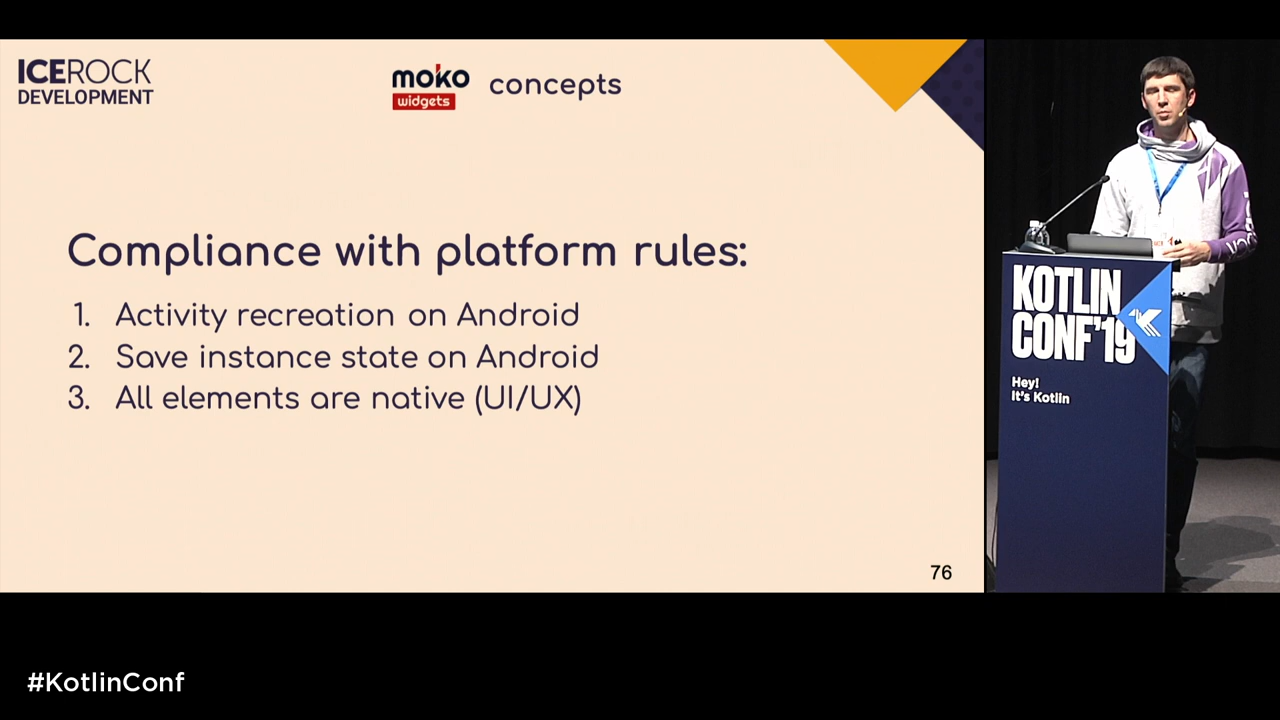 ICEROCK
DEVELOPMENT
moko
widgets
concepts
Compliance with platform rules:
1. Activity recreation on Android
2. Save instance state on Android
3. All elements are native (UI/UX)
76
KOTLIN
CONF'19
Hey!
It's Kotlin
#KotlinConf